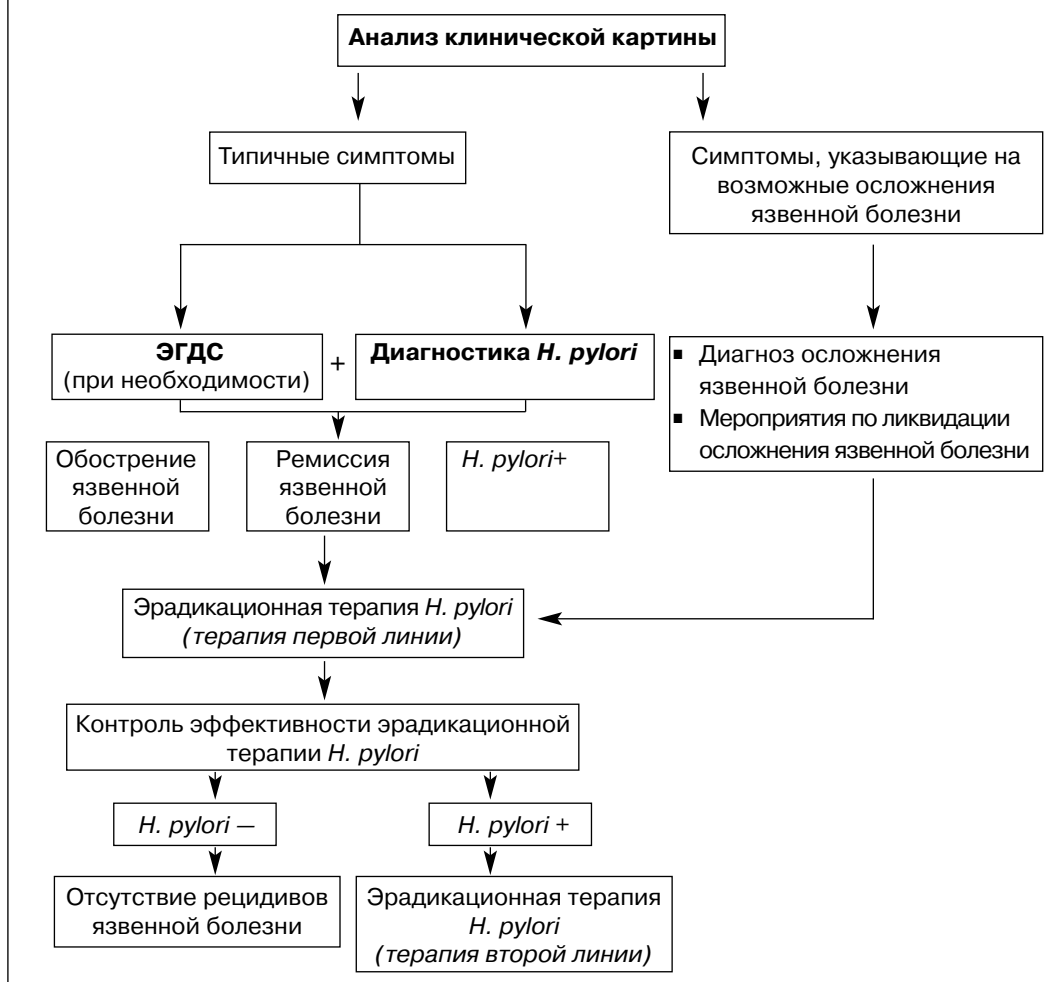 Анализ клинической картины
Типичные симптомы
Симптомы, указывающие на
возможные осложнения
язвенной болезни
ЭГДС
(при необходимости)
+
Диагностика H. pylori
▪ Диагноз осложнения
язвенной болезни
▪ Мероприятия по ликвидации
осложнения язвенной болезни
Обострение
язвенной
болезни
Ремиссия
язвенной
болезни
H. pylori+
Эрадикационная терапия H. pylori
(терапия первой линии)
Контроль эффективности эрадикационной
терапии H. pylori
H. pylori —
H. pylori +
Отсутствие рецидивов
язвенной болезни
Эрадикационная терапия
H. pylori
(терапия второй линии)